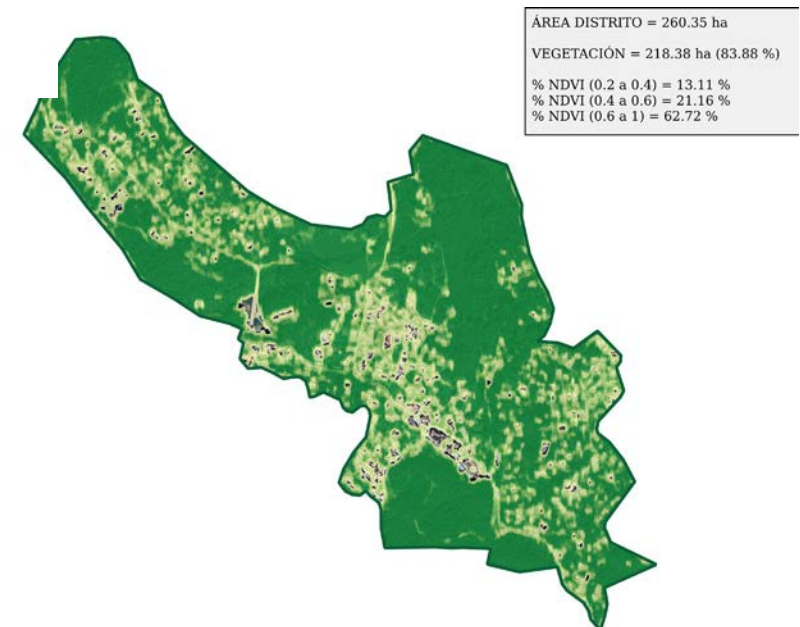 ÁREA DISTRITO = 260.35 ha
VEGETACIÓN = 218.38 ha (83.88 %)
% NDVI (0.2 a 0.4) = 13.11 %
% NDVI (0.4 a 0.6) = 21.16 %
% NDVI (0.6 a 1) = 62.72 %